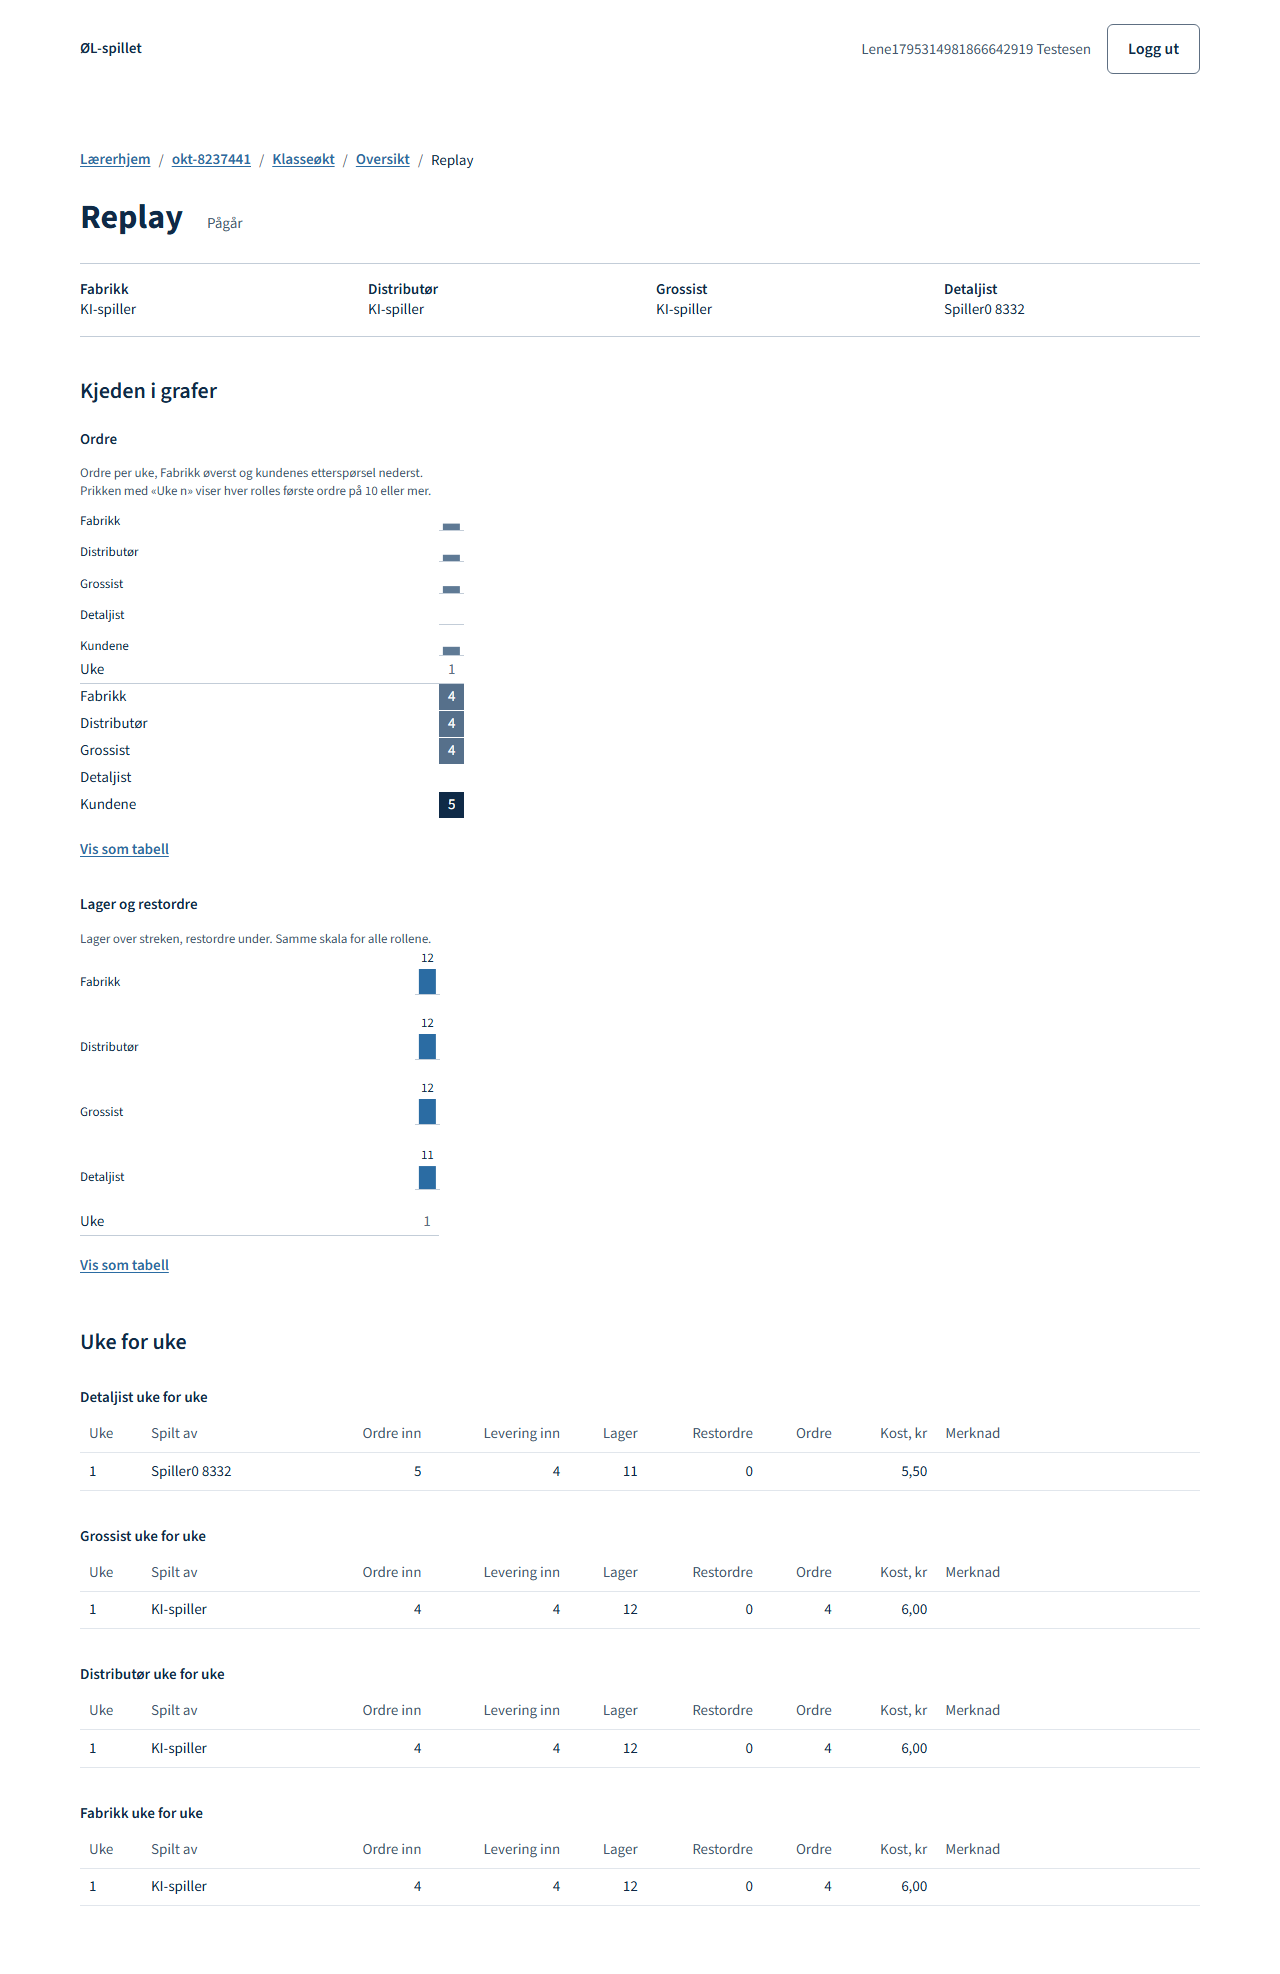 ØL-spillet
Lene1795314981866642919 Testesen
Logg ut
Lærerhjem / okt-8237441 / Klasseøkt / Oversikt / Replay
Replay Pågår
Fabrikk Distributør Grossist Detaljist
KI-spiller KI-spiller KI-spiller Spiller0 8332
Kjeden i grafer
Ordre
Ordre per uke, Fabrikk øverst og kundenes etterspørsel nederst.
Prikken med «Uke n» viser hver rolles første ordre på 10 eller mer.
Fabrikk
Distributør
Grossist
Detaljist
Kundene
Uke 1
Fabrikk 4
Distributør 4
Grossist 4
Detaljist
Kundene 5
Vis som tabell
Lager og restordre
Lager over streken, restordre under. Samme skala for alle rollene.
12
Fabrikk
12
Distributør
12
Grossist
11
Detaljist
Uke 1
Vis som tabell
Uke for uke
Detaljist uke for uke
Uke Spilt av Ordre inn Levering inn Lager Restordre Ordre Kost, kr Merknad
1 Spiller0 8332 5 4 11 0 5,50
Grossist uke for uke
Uke Spilt av Ordre inn Levering inn Lager Restordre Ordre Kost, kr Merknad
1 KI-spiller 4 4 12 0 4 6,00
Distributør uke for uke
Uke Spilt av Ordre inn Levering inn Lager Restordre Ordre Kost, kr Merknad
1 KI-spiller 4 4 12 0 4 6,00
Fabrikk uke for uke
Uke Spilt av Ordre inn Levering inn Lager Restordre Ordre Kost, kr Merknad
1 KI-spiller 4 4 12 0 4 6,00